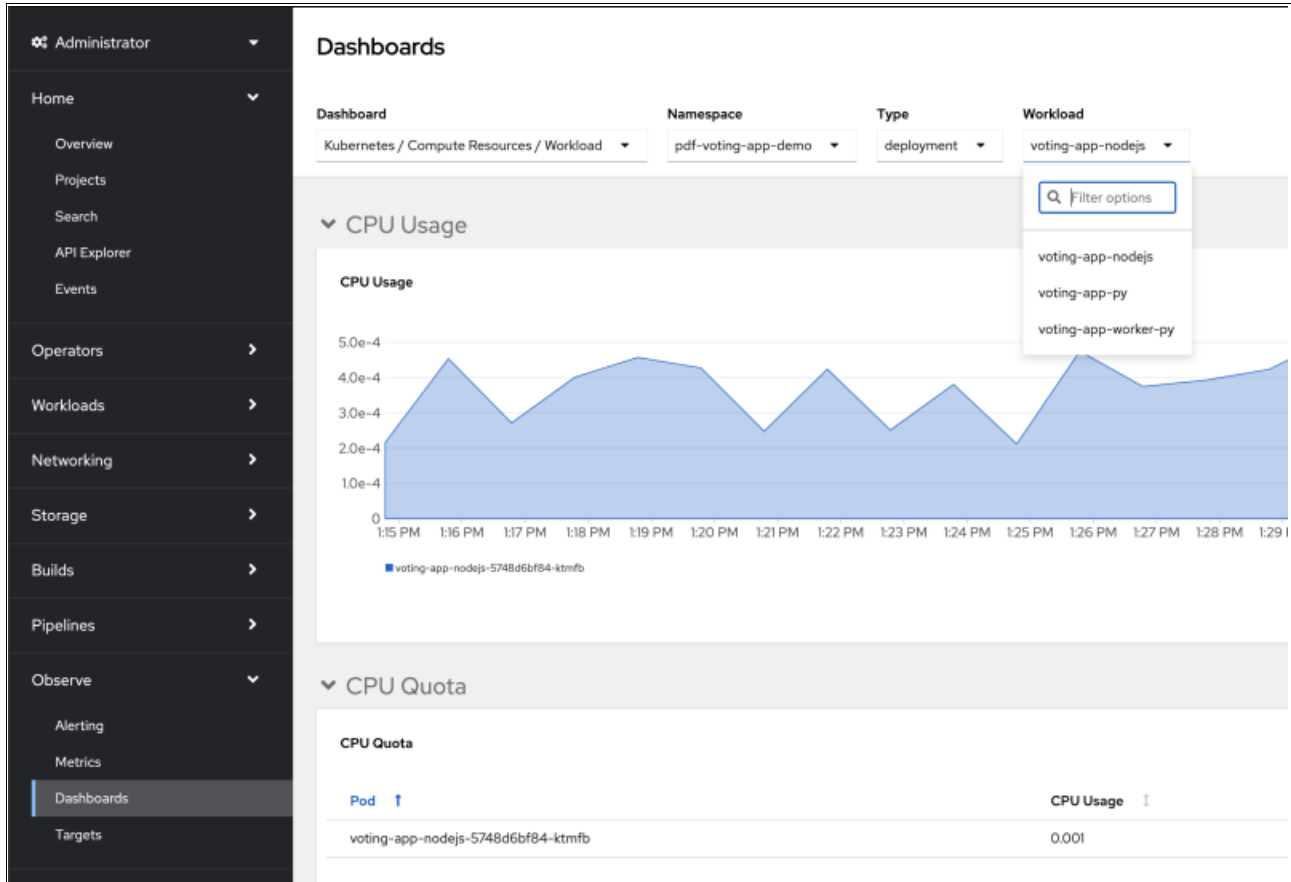 Administrator
Home
Overview
Projects
Search
API Explorer
Events
Operators
Workloads
Networking
Storage
Builds
Pipelines
Observe
Alerting
Metrics
Dashboards
Targets
Dashboards
Dashboard Namespace Type Workload
Kubernetes / Compute Resources / Workload pdf-voting-app-demo deployment voting-app-nodejs
Filter options
voting-app-nodejs
voting-app-py
voting-app-worker-py
CPU Usage
CPU Usage
5.0e-4
4.0e-4
3.0e-4
2.0e-4
1.0e-4
0
1:15 PM 1:16 PM 1:17 PM 1:18 PM 1:19 PM 1:20 PM 1:21 PM 1:22 PM 1:23 PM 1:24 PM 1:25 PM 1:26 PM 1:27 PM 1:28 PM 1:29
voting-app-nodejs-5748d6bf84-ktmfb
CPU Quota
CPU Quota
Pod CPU Usage
voting-app-nodejs-5748d6bf84-ktmfb 0.001